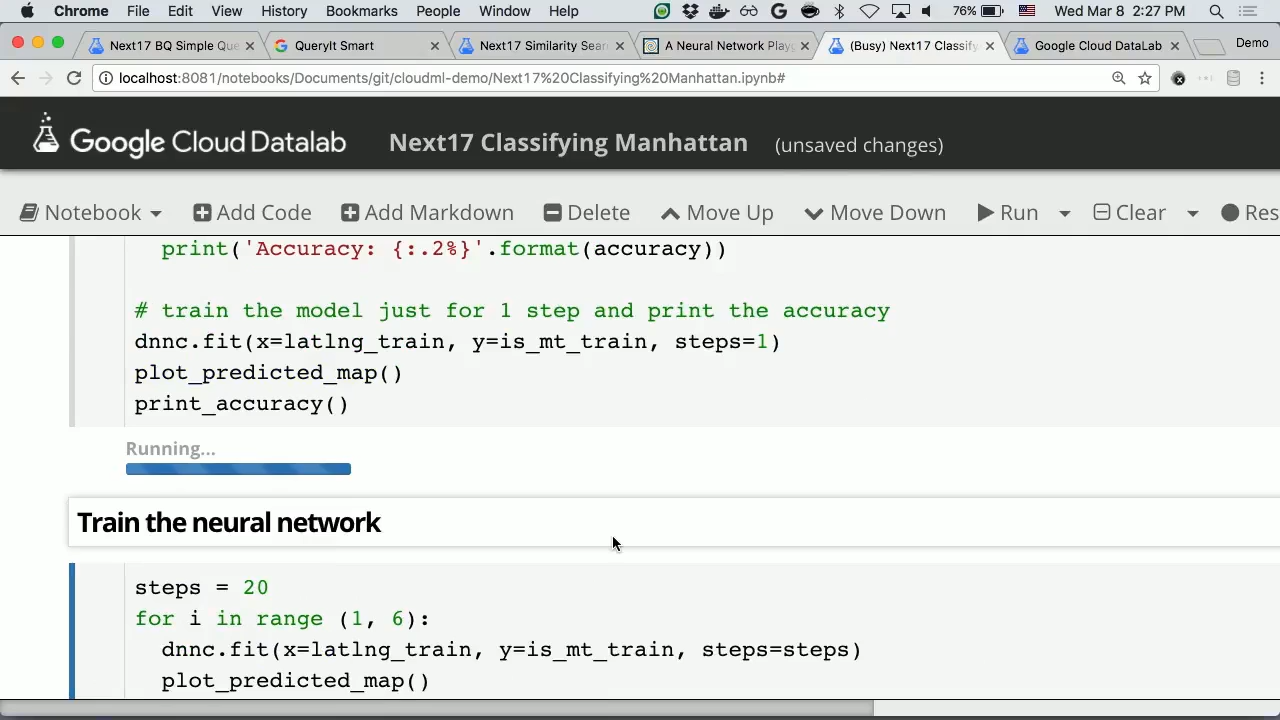 Chrome File Edit View History Bookmarks People Window Help 76% Wed Mar 8 2:27 PM
Next17 BQ Simple Que QueryIt Smart Next17 Similarity Sear A Neural Network Playg (Busy) Next17 Classify Google Cloud DataLab Demo
localhost:8081/notebooks/Documents/git/cloudml-demo/Next17%20Classifying%20Manhattan.ipynb#
Google Cloud Datalab Next17 Classifying Manhattan (unsaved changes)
Notebook Add Code Add Markdown Delete Move Up Move Down Run Clear Res
print('Accuracy: {:.2%}'.format(accuracy))
# train the model just for 1 step and print the accuracy
dnnc.fit(x=latlng_train, y=is_mt_train, steps=1)
plot_predicted_map()
print_accuracy()
Running...
Train the neural network
steps = 20
for i in range (1, 6):
dnnc.fit(x=latlng_train, y=is_mt_train, steps=steps)
plot_predicted_map()